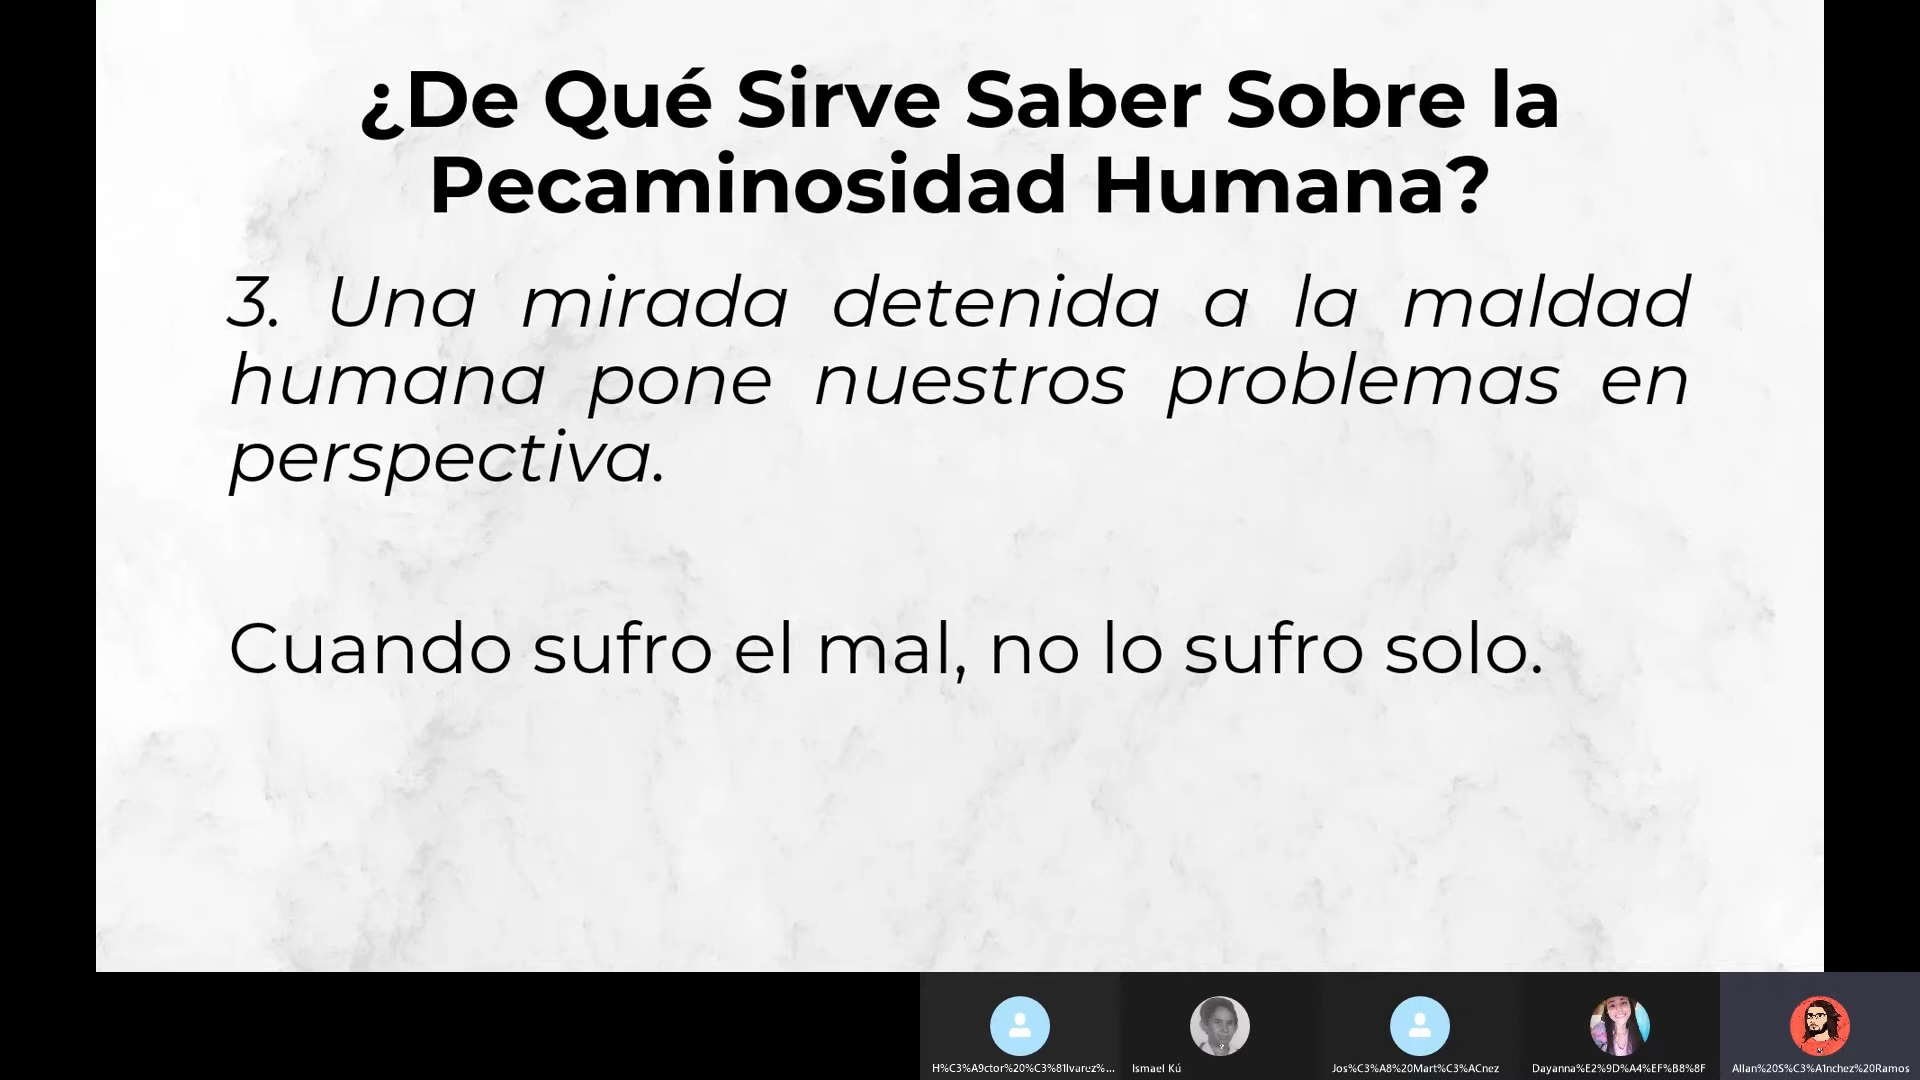 ¿De Qué Sirve Saber Sobre la
Pecaminosidad Humana?
3. Una mirada detenida a la maldad
humana pone nuestros problemas en
perspectiva.
Cuando sufro el mal, no lo sufro solo.
H%C3%A9ctor%20%C3%81lvarez%...
Ismael Kú
Jos%C3%A8%20Mart%C3%ACnez
Dayanna%E2%9D%A4%EF%B8%8F
Allan%20S%C3%A1nchez%20Ramos